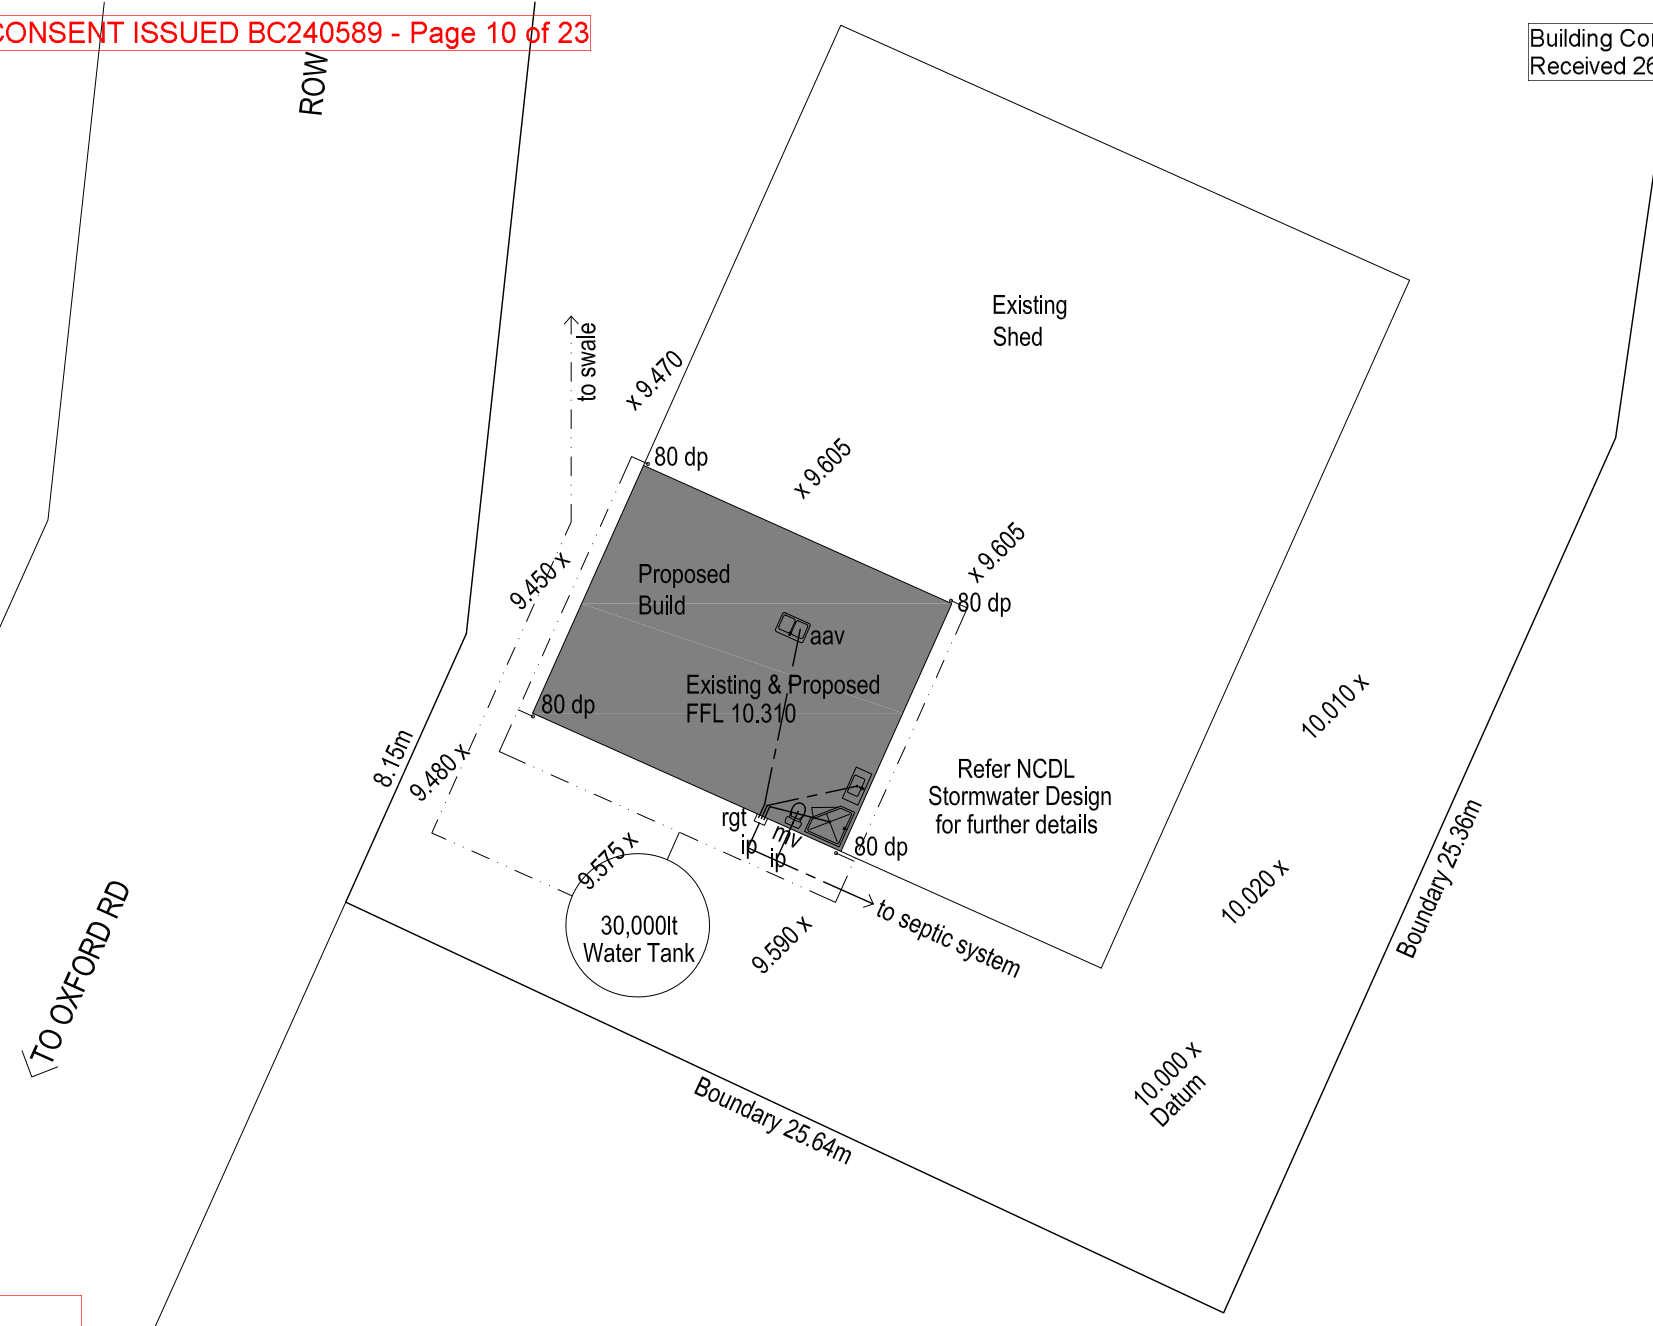 CONSENT ISSUED BC240589 - Page 10 of 23
Building
Received 26
ROW
Existing
Shed
to swale
x 9.470
80 dp
x 9.605
x 9.605
9.450 x
Proposed
Build
80 dp
aav
Existing & Proposed
FFL 10.310
80 dp
10.010 x
8.15m
9.480 x
Refer NCDL
Stormwater Design
for further details
rgt
mv
ip
ip
80 dp
9.575 x
10.020 x
Boundary 25.36m
30,000lt
Water Tank
9.590 x
to septic system
TO OXFORD RD
10.000 x
Datum
Boundary 25.64m